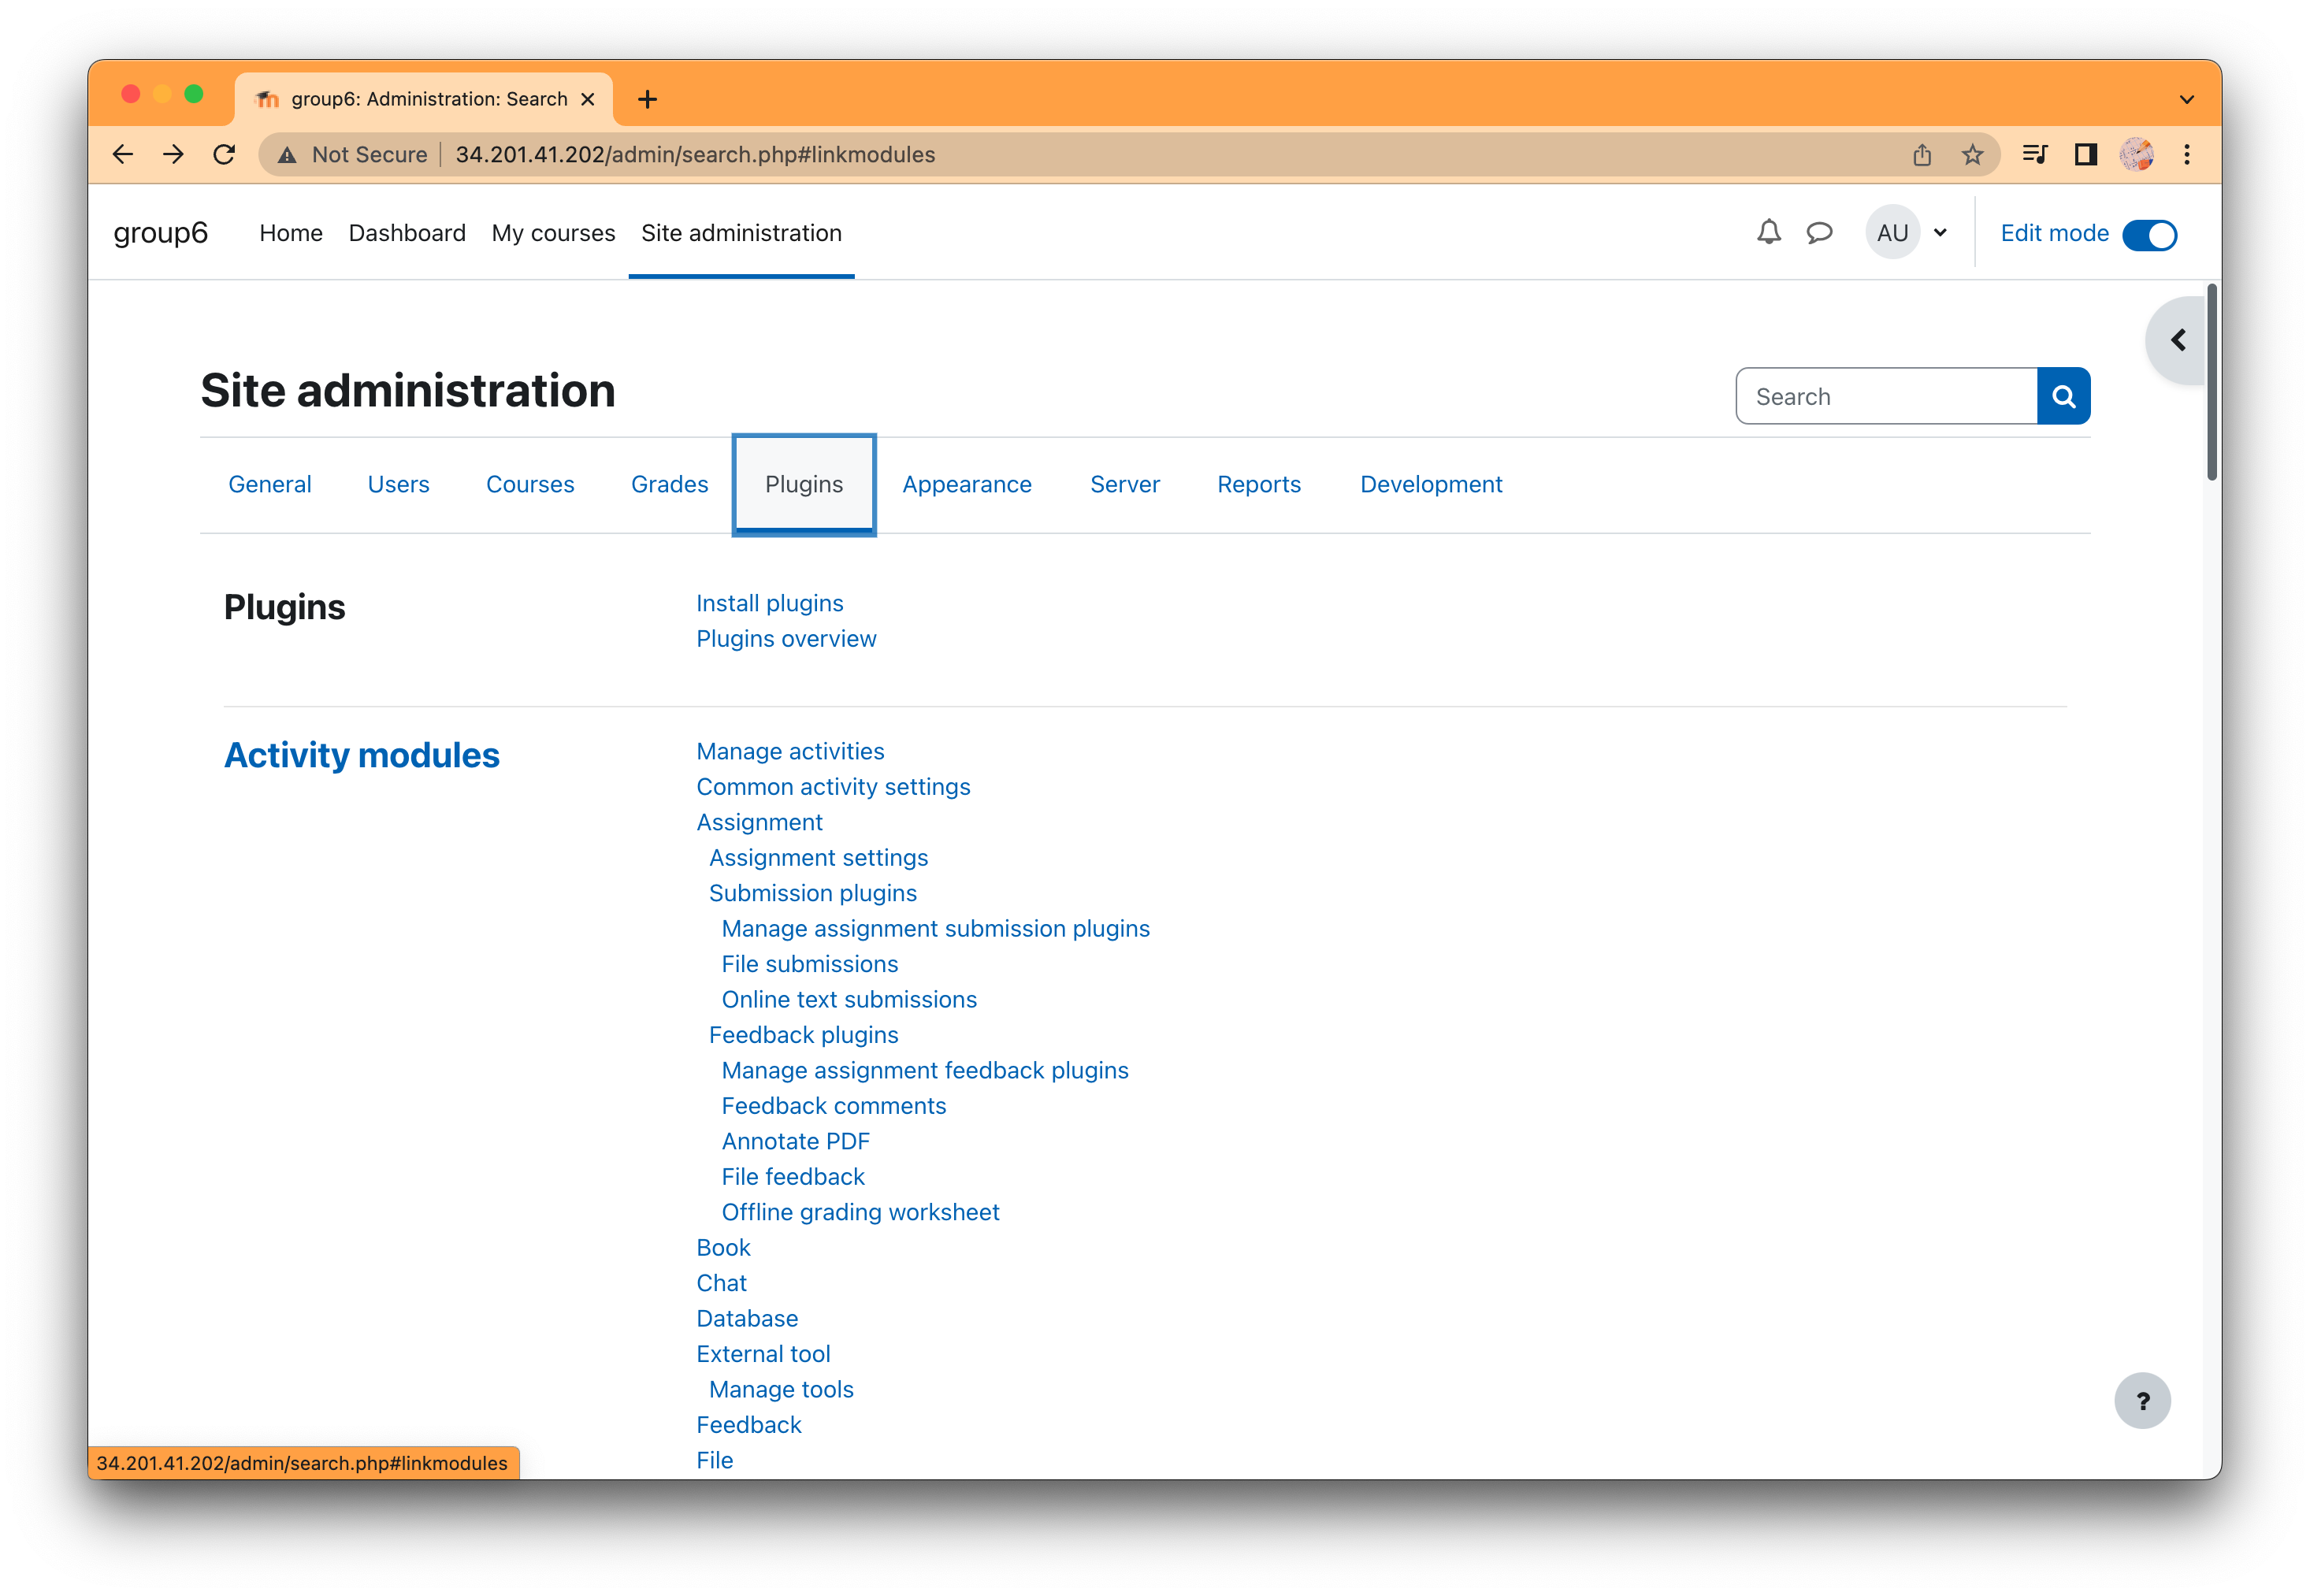 group6: Administration: Search
Not Secure 34.201.41.202/admin/search.php#linkmodules
group6 Home Dashboard My courses Site administration AU Edit mode
Site administration
Search
General Users Courses Grades Plugins Appearance Server Reports Development
Plugins
Install plugins
Plugins overview
Activity modules
Manage activities
Common activity settings
Assignment
Assignment settings
Submission plugins
Manage assignment submission plugins
File submissions
Online text submissions
Feedback plugins
Manage assignment feedback plugins
Feedback comments
Annotate PDF
File feedback
Offline grading worksheet
Book
Chat
Database
External tool
Manage tools
Feedback
File
?
34.201.41.202/admin/search.php#linkmodules